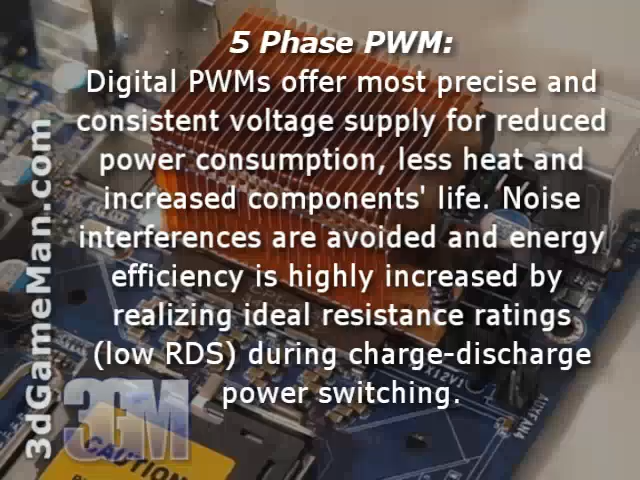 5 Phase PWM:
Digital PWMs offer most precise and
consistent voltage supply for reduced
power consumption, less heat and
increased components' life. Noise
interferences are avoided and energy
efficiency is highly increased by
realizing ideal resistance ratings
(low RDS) during charge-discharge
power switching.
3dGameMan.com
3GM
CAUTION
X12V1
AUXFAN4